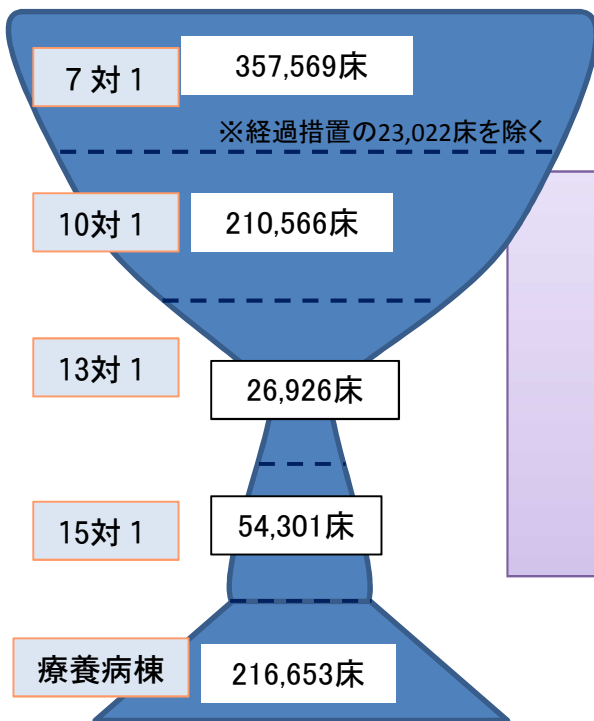 7対1
357,569床
※経過措置の23,022床を除く
10対1
210,566床
13対1
26,926床
15対1
54,301床
療養病棟
216,653床